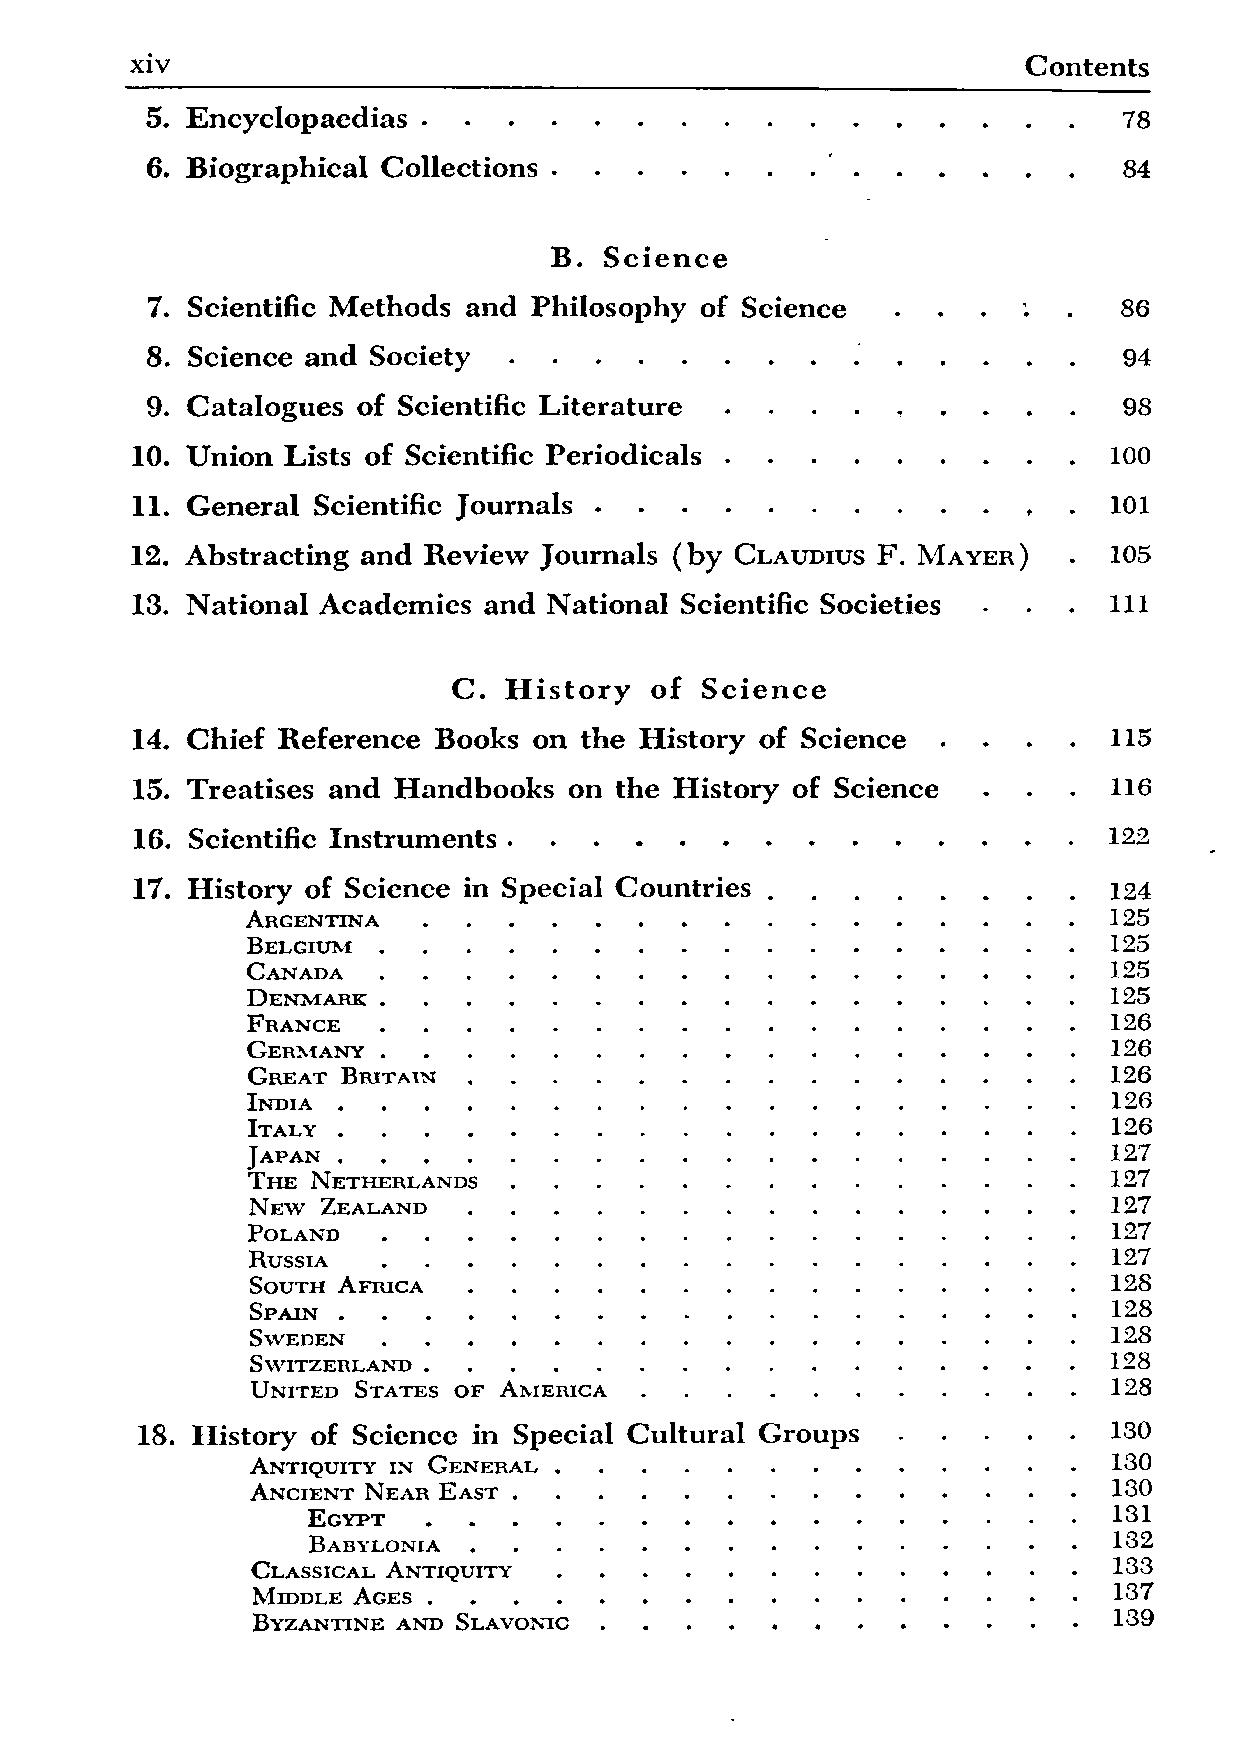 xiv Contents
5. Encyclopaedias . . . . . . . . . . . . . . . . 78
6. Biographical Collections . . . . . . . . . . . . . 84
B. Science
7. Scientific Methods and Philosophy of Science . . . . . 86
8. Science and Society . . . . . . . . . . . . . . 94
9. Catalogues of Scientific Literature . . . . . . . . . 98
10. Union Lists of Scientific Periodicals . . . . . . . . . 100
11. General Scientific Journals . . . . . . . . . . . . 101
12. Abstracting and Review Journals (by CLAUDIUS F. MAYER) . 105
13. National Academies and National Scientific Societies . . . 111
C. History of Science
14. Chief Reference Books on the History of Science . . . . 115
15. Treatises and Handbooks on the History of Science . . . 116
16. Scientific Instruments . . . . . . . . . . . . . . 122
17. History of Science in Special Countries . . . . . . . . 124
ARGENTINA . . . . . . . . . . . . . . . . 125
BELGIUM . . . . . . . . . . . . . . . . . 125
CANADA . . . . . . . . . . . . . . . . . 125
DENMARK . . . . . . . . . . . . . . . . . 125
FRANCE . . . . . . . . . . . . . . . . . 126
GERMANY . . . . . . . . . . . . . . . . . 126
GREAT BRITAIN . . . . . . . . . . . . . . . 126
INDIA . . . . . . . . . . . . . . . . . . 126
ITALY . . . . . . . . . . . . . . . . . . 126
JAPAN . . . . . . . . . . . . . . . . . . 127
THE NETHERLANDS . . . . . . . . . . . . . . 127
NEW ZEALAND . . . . . . . . . . . . . . . 127
POLAND . . . . . . . . . . . . . . . . . 127
RUSSIA . . . . . . . . . . . . . . . . . 127
SOUTH AFRICA . . . . . . . . . . . . . . . 128
SPAIN . . . . . . . . . . . . . . . . . . 128
SWEDEN . . . . . . . . . . . . . . . . . 128
SWITZERLAND . . . . . . . . . . . . . . . . 128
UNITED STATES OF AMERICA . . . . . . . . . . . 128
18. History of Science in Special Cultural Groups . . . . . 130
ANTIQUITY IN GENERAL . . . . . . . . . . . . . 130
ANCIENT NEAR EAST . . . . . . . . . . . . . . 130
EGYPT . . . . . . . . . . . . . . . . 131
BABYLONIA . . . . . . . . . . . . . . . 132
CLASSICAL ANTIQUITY . . . . . . . . . . . . . 133
MIDDLE AGES . . . . . . . . . . . . . . . . 137
BYZANTINE AND SLAVONIC . . . . . . . . . . . . 139